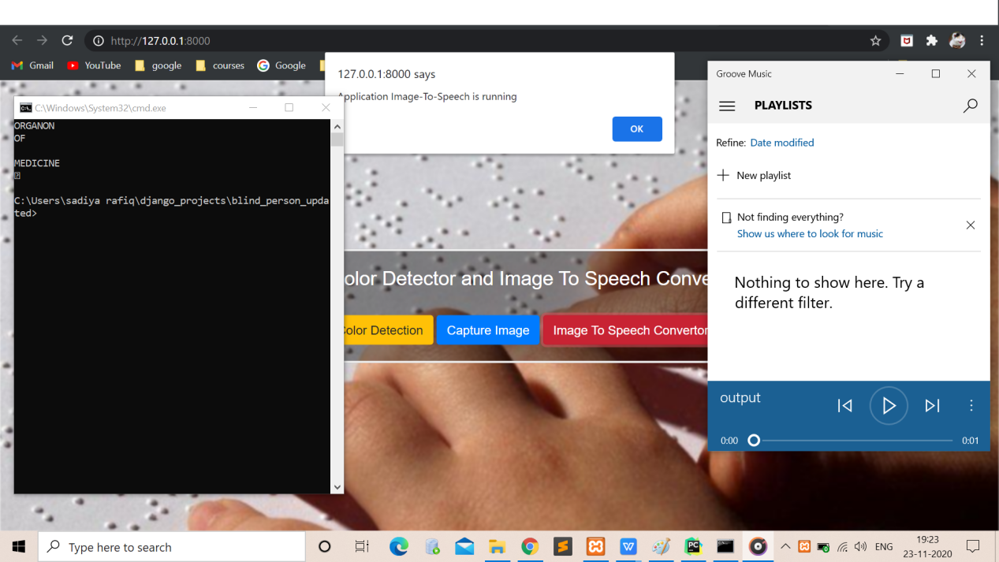 http://127.0.0.1:8000
Gmail YouTube google courses Google
127.0.0.1:8000 says
Application Image-To-Speech is running
OK
C:\Windows\System32\cmd.exe
ORGANON
OF
MEDICINE
C:\Users\sadiya rafiq\django_projects\blind_person_upda
ted>
olor Detector and Image To Speech Conve
olor Detection Capture Image Image To Speech Convertor
Groove Music
PLAYLISTS
Refine: Date modified
New playlist
Not finding everything?
Show us where to look for music
Nothing to show here. Try a
different filter.
output
0:00 0:01
Type here to search
ENG
19:23
23-11-2020